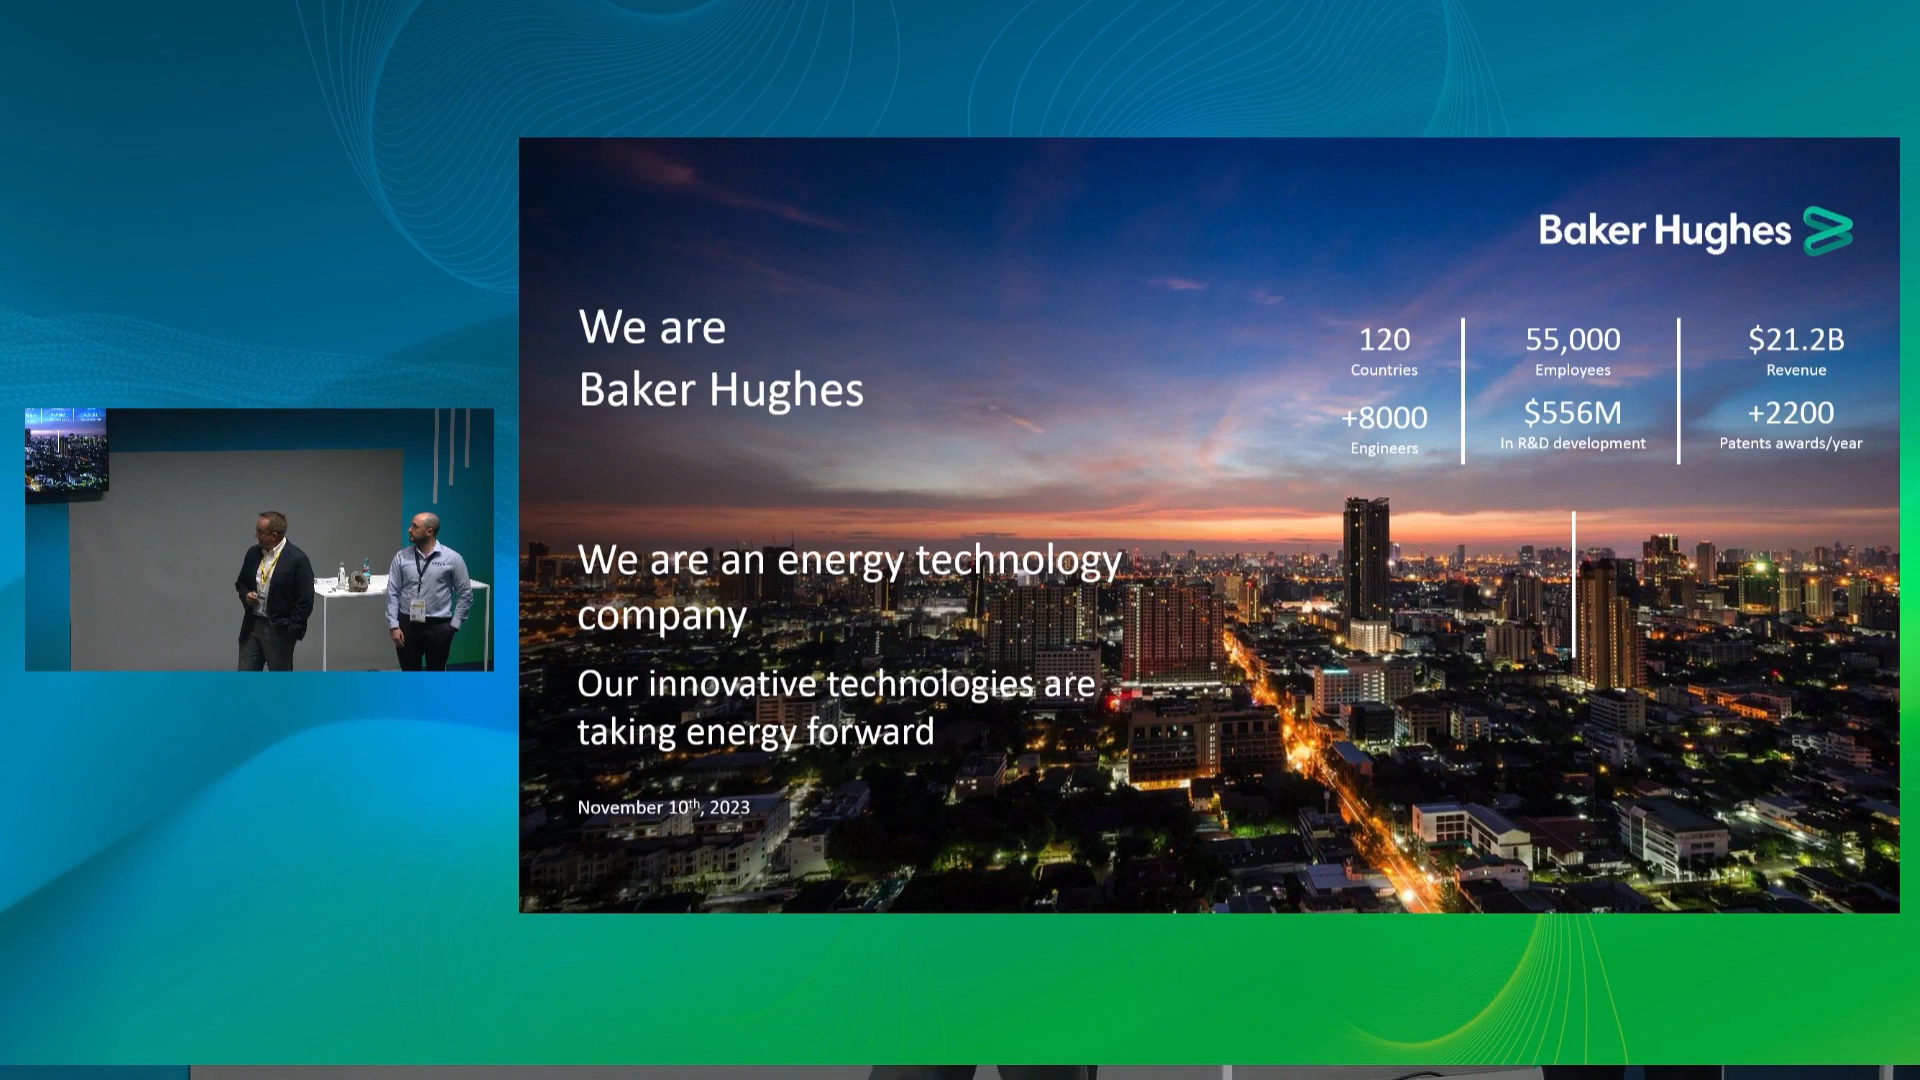 Baker Hughes
We are
Baker Hughes
120
Countries
+8000
Engineers
55,000
Employees
$556M
In R&D development
$21.2B
Revenue
+2200
Patents awards/year
We are an energy technology
company
Our innovative technologies are
taking energy forward
November 10th, 2023